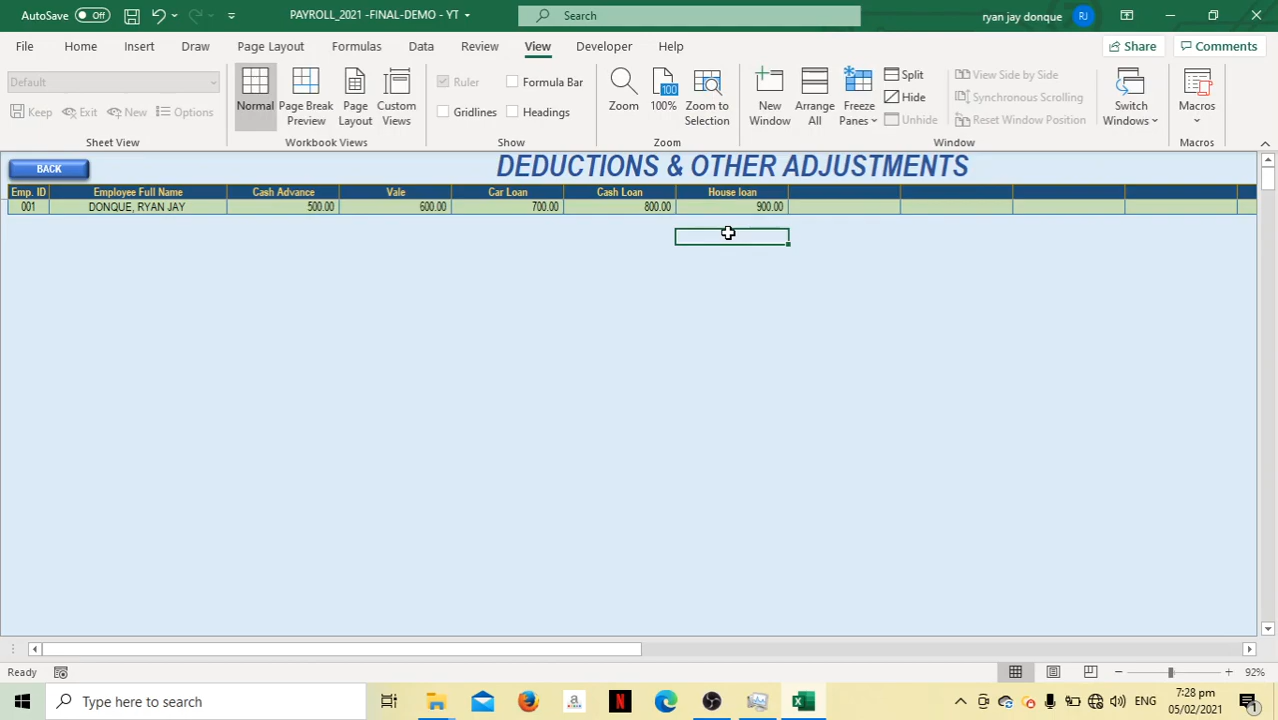 AutoSave Off PAYROLL_2021 -FINAL-DEMO - YT Search ryan jay donque RJ
File Home Insert Draw Page Layout Formulas Data Review View Developer Help Share Comments
Default
Keep Exit New Options
Sheet View
Normal
Page Break Preview
Page Layout
Custom Views
Workbook Views
Ruler Formula Bar
Gridlines Headings
Show
Zoom
100
100%
Zoom to Selection
Zoom
New Window
Arrange All
Freeze Panes
Split
Hide
Unhide
View Side by Side
Synchronous Scrolling
Reset Window Position
Switch Windows
Window
Macros
Macros
BACK DEDUCTIONS & OTHER ADJUSTMENTS
Emp. ID Employee Full Name Cash Advance Vale Car Loan Cash Loan House loan
001 DONQUE, RYAN JAY 500.00 600.00 700.00 800.00 900.00
Ready 92%
Type here to search a N ENG 7:28 pm
05/02/2021 1